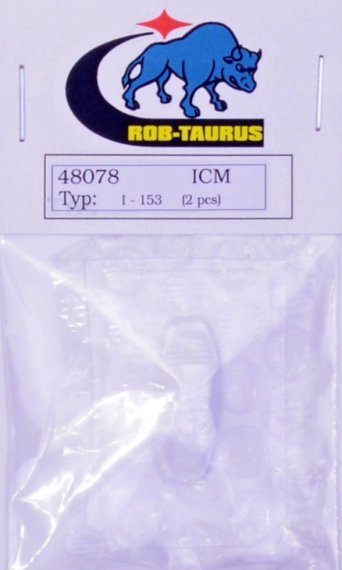 ROB-TAURUS
48078 ICM
Typ: I - 153 (2 pcs)